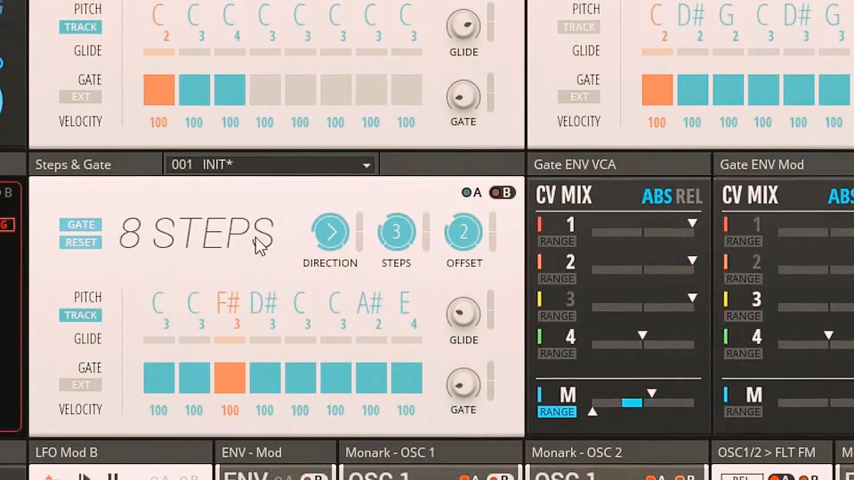 PITCH C C C C C C C C
TRACK 2 3 3 3 3 3 3 3
GLIDE GLIDE
GATE
EXT
VELOCITY 100 100 100 100 100 100 100 100 GATE
PITCH C D# G C D# G
TRACK 2 2 2 3 3 3
GLIDE
GATE
EXT
VELOCITY 100 100 100 100 100 100
B
Steps & Gate 001 INIT*
A B
GATE
RESET
8 STEPS
3 2
DIRECTION STEPS OFFSET
PITCH C C F# D# C C A# E
TRACK 3 3 3 3 3 3 2 4
GLIDE GLIDE
GATE
EXT
VELOCITY 100 100 100 100 100 100 100 100 GATE
Gate ENV VCA
CV MIX ABS REL
1
RANGE
2
RANGE
3
RANGE
4
RANGE
M
RANGE
Gate ENV Mod
CV MIX ABS
1
RANGE
2
RANGE
3
RANGE
4
RANGE
M
RANGE
LFO Mod B ENV - Mod Monark - OSC 1 Monark - OSC 2 OSC1/2 > FLT FM